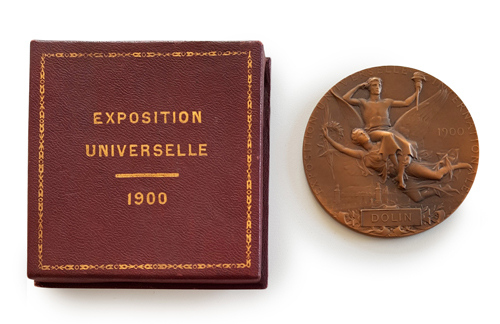 EXPOSITION
UNIVERSELLE
1900
1900
DOLIN